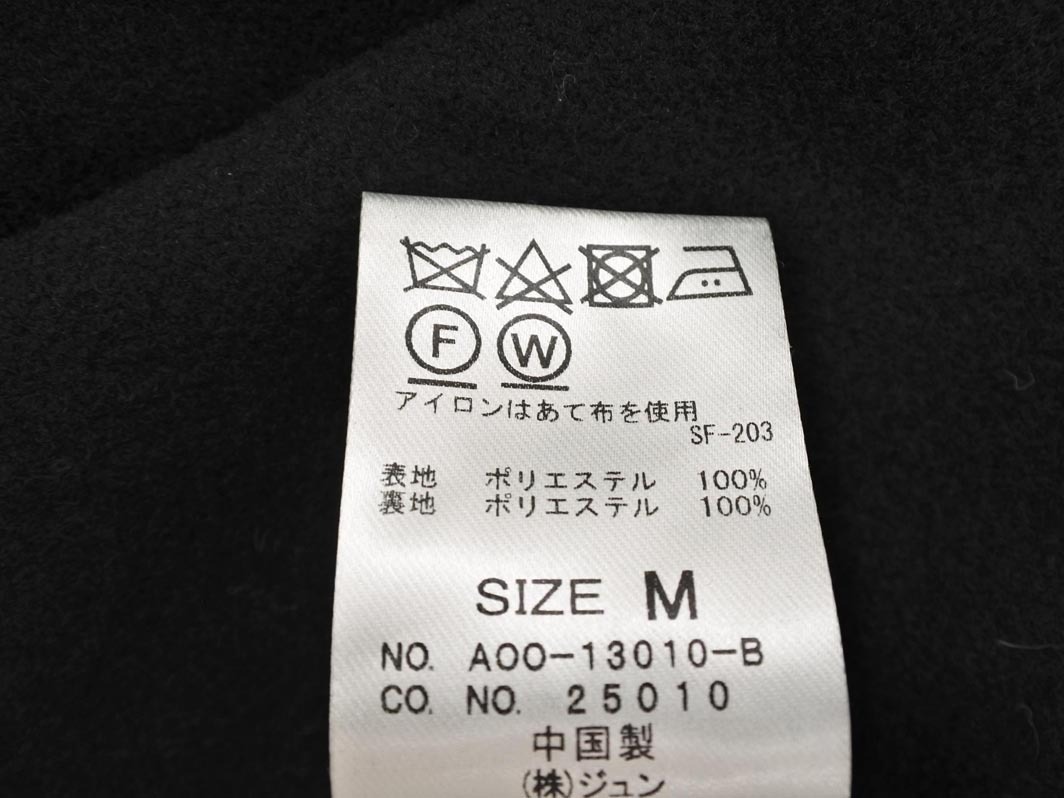 F W
アイロンはあて布を使用
SF-203
表地 ポリエステル 100%
裏地 ポリエステル 100%
SIZE M
NO. A00-13010-B
CO. NO. 25010
中国製
(株)ジュン